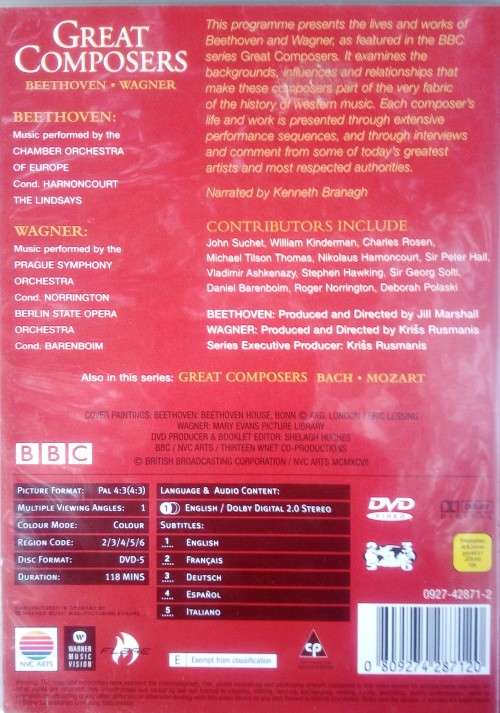 GREAT
COMPOSERS
BEETHOVEN • WAGNER
BEETHOVEN:
Music performed by the
CHAMBER ORCHESTRA
OF EUROPE
Cond. HARNONCOURT
THE LINDSAYS
WAGNER:
Music performed by the
PRAGUE SYMPHONY
ORCHESTRA
Cond. NORRINGTON
BERLIN STATE OPERA
ORCHESTRA
Cond. BARENBOIM
This programme presents the lives and works of
Beethoven and Wagner, as featured in the BBC
series Great Composers. It examines the
backgrounds, influences and relationships that
make these composers part of the very fabric
of the history of western music. Each composer's
life and work is presented through extensive
performance sequences, and through interviews
and comment from some of today's greatest
artists and most respected authorities.
Narrated by Kenneth Branagh
CONTRIBUTORS INCLUDE
John Suchet, William Kinderman, Charles Rosen,
Michael Tilson Thomas, Nikolaus Harnoncourt, Sir Peter Hall,
Vladimir Ashkenazy, Stephen Hawking, Sir Georg Solti,
Daniel Barenboim, Roger Norrington, Deborah Polaski
BEETHOVEN: Produced and Directed by Jill Marshall
WAGNER: Produced and Directed by Krišs Rusmanis
Series Executive Producer: Krišs Rusmanis
Also in this series: GREAT COMPOSERS BACH • MOZART
COVER PAINTINGS: BEETHOVEN: BEETHOVEN HOUSE, BONN © AKG, LONDON / ERIC LESSING
WAGNER: MARY EVANS PICTURE LIBRARY
DVD PRODUCER & BOOKLET EDITOR: SHELAGH HUGHES
BBC / NVC ARTS / THIRTEEN WNET CO-PRODUCTIONS
© BRITISH BROADCASTING CORPORATION / NVC ARTS MCMXCVII
BBC
PICTURE FORMAT: PAL 4:3(4:3)
MULTIPLE VIEWING ANGLES: 1
COLOUR MODE: COLOUR
REGION CODE: 2/3/4/5/6
DISC FORMAT: DVD-5
DURATION: 118 MINS
LANGUAGE & AUDIO CONTENT:
1 ENGLISH / DOLBY DIGITAL 2.0 STEREO
SUBTITLES:
1 ENGLISH
2 FRANÇAIS
3 DEUTSCH
4 ESPAÑOL
5 ITALIANO
DVD
VIDEO
0927-42871-2
MANUFACTURED IN GERMANY BY
NVC ARTS
WARNER
MUSIC
VISION
FLARE
E Exempt from classification
CP
0 809274 287120